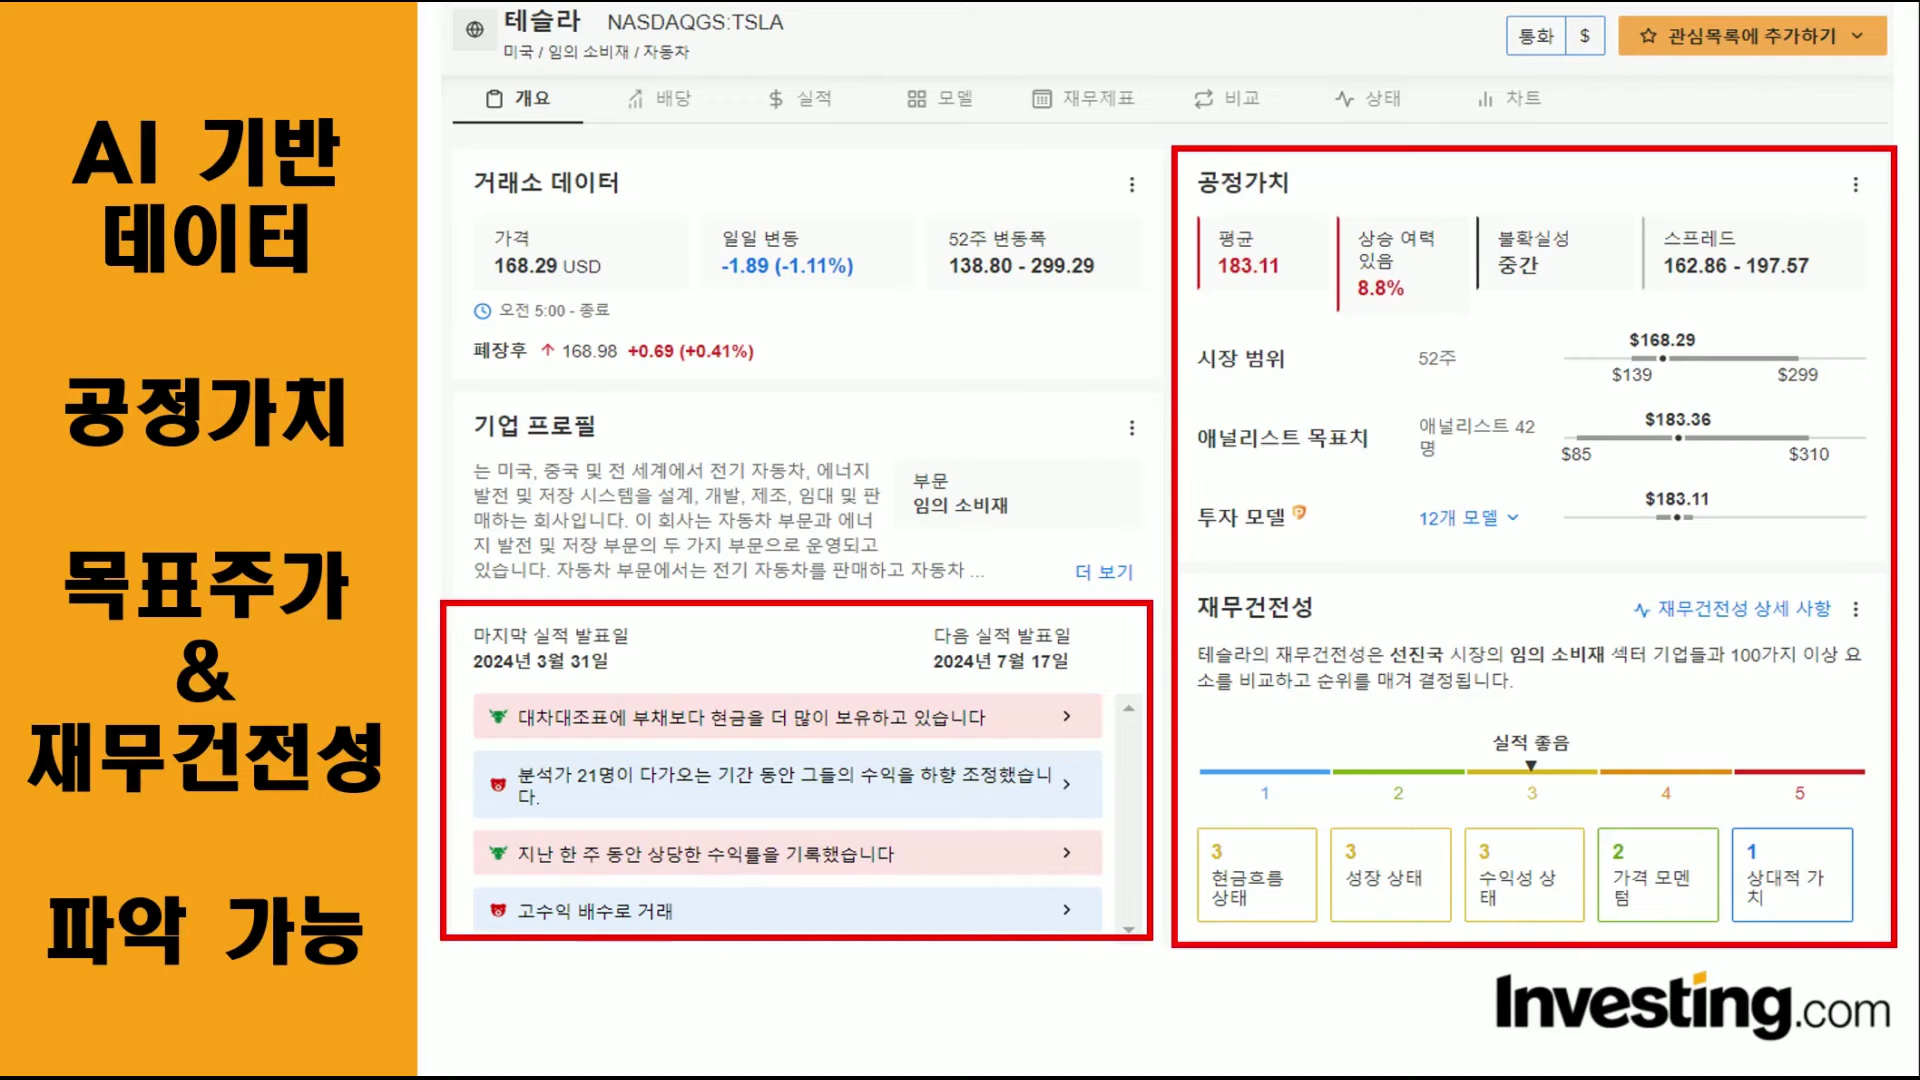 AI 기반
데이터
공정가치
목표주가
&
재무건전성
파악 가능
테슬라 NASDAQGS:TSLA
미국 / 임의 소비재 / 자동차
통화 $
관심목록에 추가하기
개요 배당 실적 모델 재무제표 비교 상태 차트
거래소 데이터
가격
168.29 USD
일일 변동
-1.89 (-1.11%)
52주 변동폭
138.80 - 299.29
오전 5:00 - 종료
폐장후 168.98 +0.69 (+0.41%)
기업 프로필
는 미국, 중국 및 전 세계에서 전기 자동차, 에너지
발전 및 저장 시스템을 설계, 개발, 제조, 임대 및 판
매하는 회사입니다. 이 회사는 자동차 부문과 에너
지 발전 및 저장 부문의 두 가지 부문으로 운영되고
있습니다. 자동차 부문에서는 전기 자동차를 판매하고 자동차 ...
부문
임의 소비재
더 보기
마지막 실적 발표일
2024년 3월 31일
다음 실적 발표일
2024년 7월 17일
대차대조표에 부채보다 현금을 더 많이 보유하고 있습니다
분석가 21명이 다가오는 기간 동안 그들의 수익을 하향 조정했습니
다.
지난 한 주 동안 상당한 수익률을 기록했습니다
고수익 배수로 거래
공정가치
평균
183.11
상승 여력
있음
8.8%
불확실성
중간
스프레드
162.86 - 197.57
시장 범위 52주
$168.29
$139 $299
애널리스트 목표치
애널리스트 42
명
$183.36
$85 $310
투자 모델 12개 모델
$183.11
재무건전성
재무건전성 상세 사항
테슬라의 재무건전성은 선진국 시장의 임의 소비재 섹터 기업들과 100가지 이상 요
소를 비교하고 순위를 매겨 결정됩니다.
실적 좋음
1 2 3 4 5
3
현금흐름
상태
3
성장 상태
3
수익성 상
태
2
가격 모멘
텀
1
상대적 가
치
Investing.com